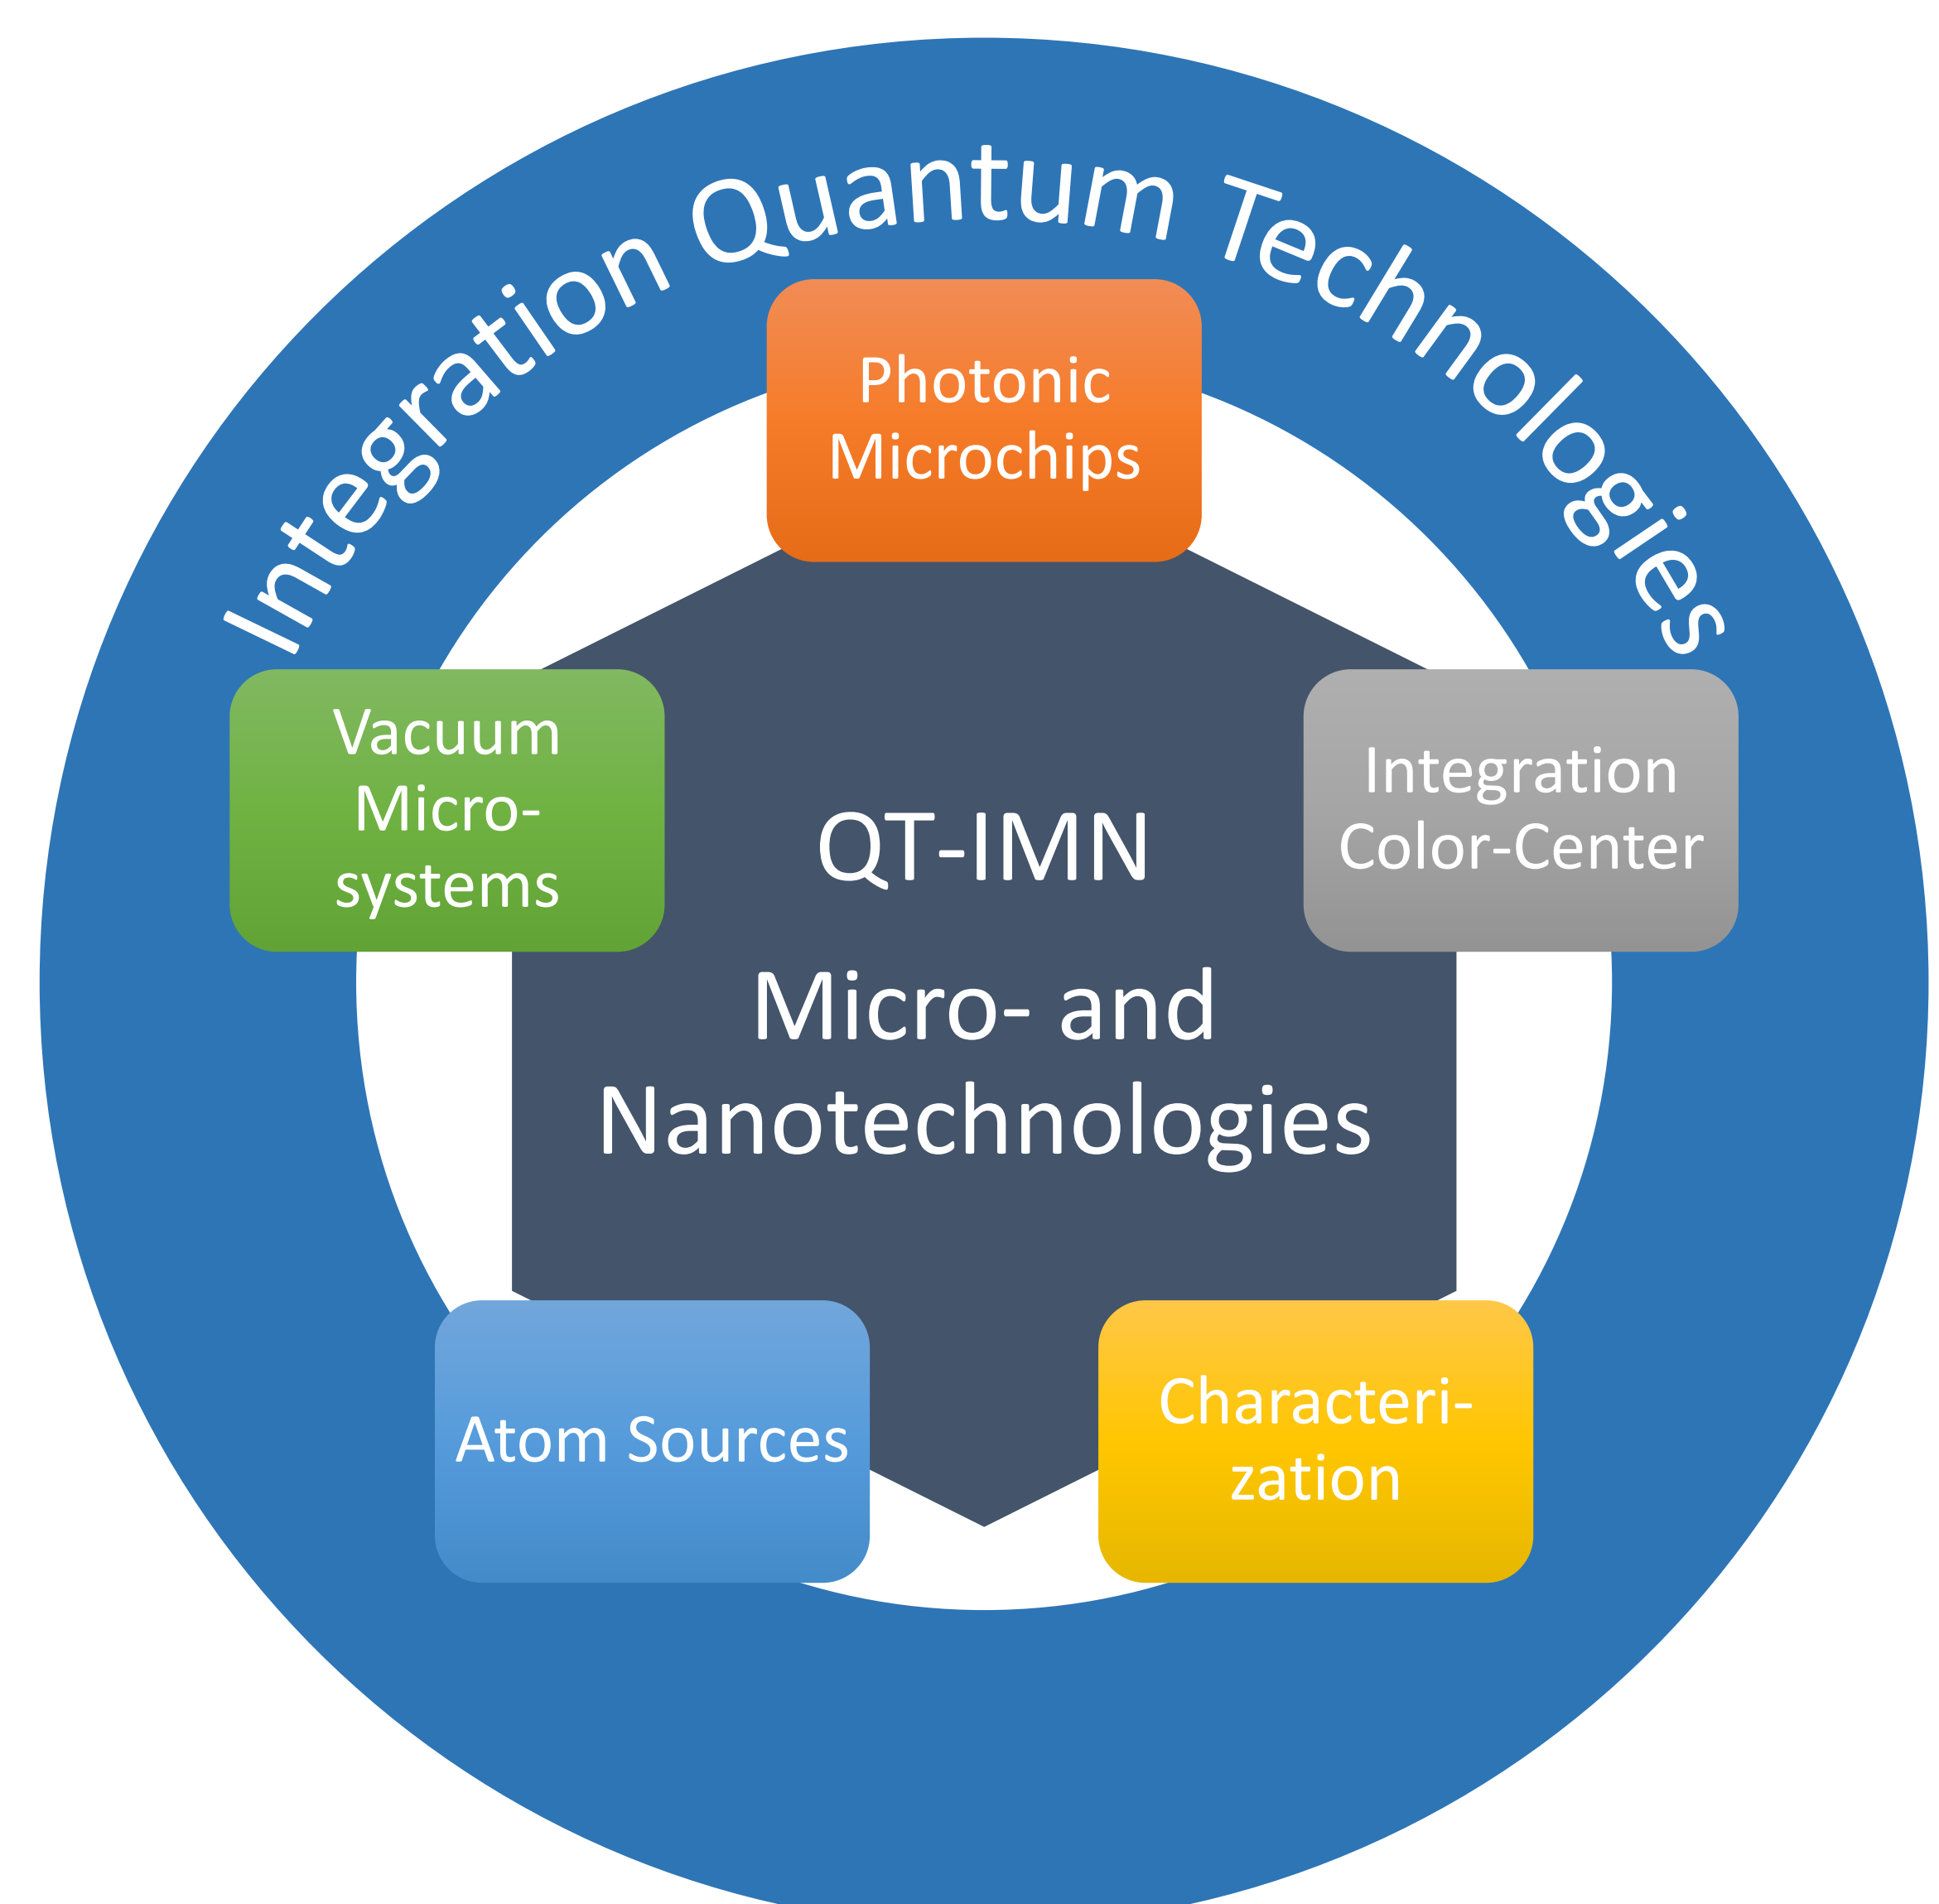 Integration Quantum Technologies
Photonic
Microchips
Vacuum
Micro-
systems
Integration
Color-Center
QT-IMN
Micro- and
Nanotechnologies
Atom Sources
Characteri-
zation